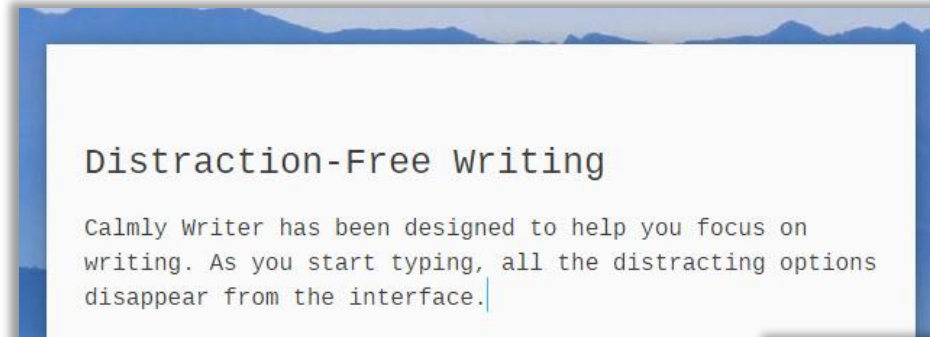 Distraction-Free Writing
Calmly Writer has been designed to help you focus on
writing. As you start typing, all the distracting options
disappear from the interface.